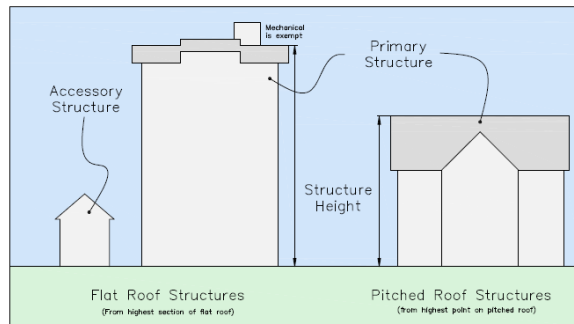 Mechanical
is exempt
Primary
Structure
Accessory
Structure
Structure
Height
Flat Roof Structures
(From highest section of flat roof)
Pitched Roof Structures
(from highest point on pitched roof)